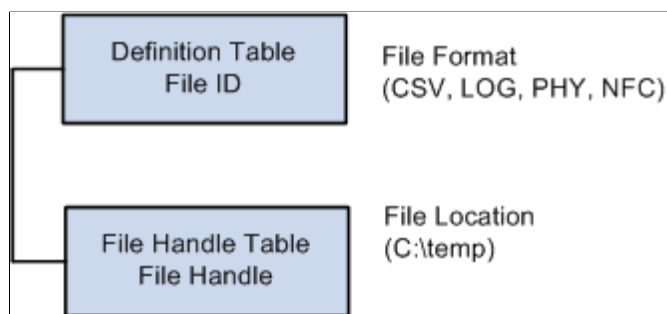 Definition Table
File ID
File Format
(CSV, LOG, PHY, NFC)
File Handle Table
File Handle
File Location
(C:\temp)